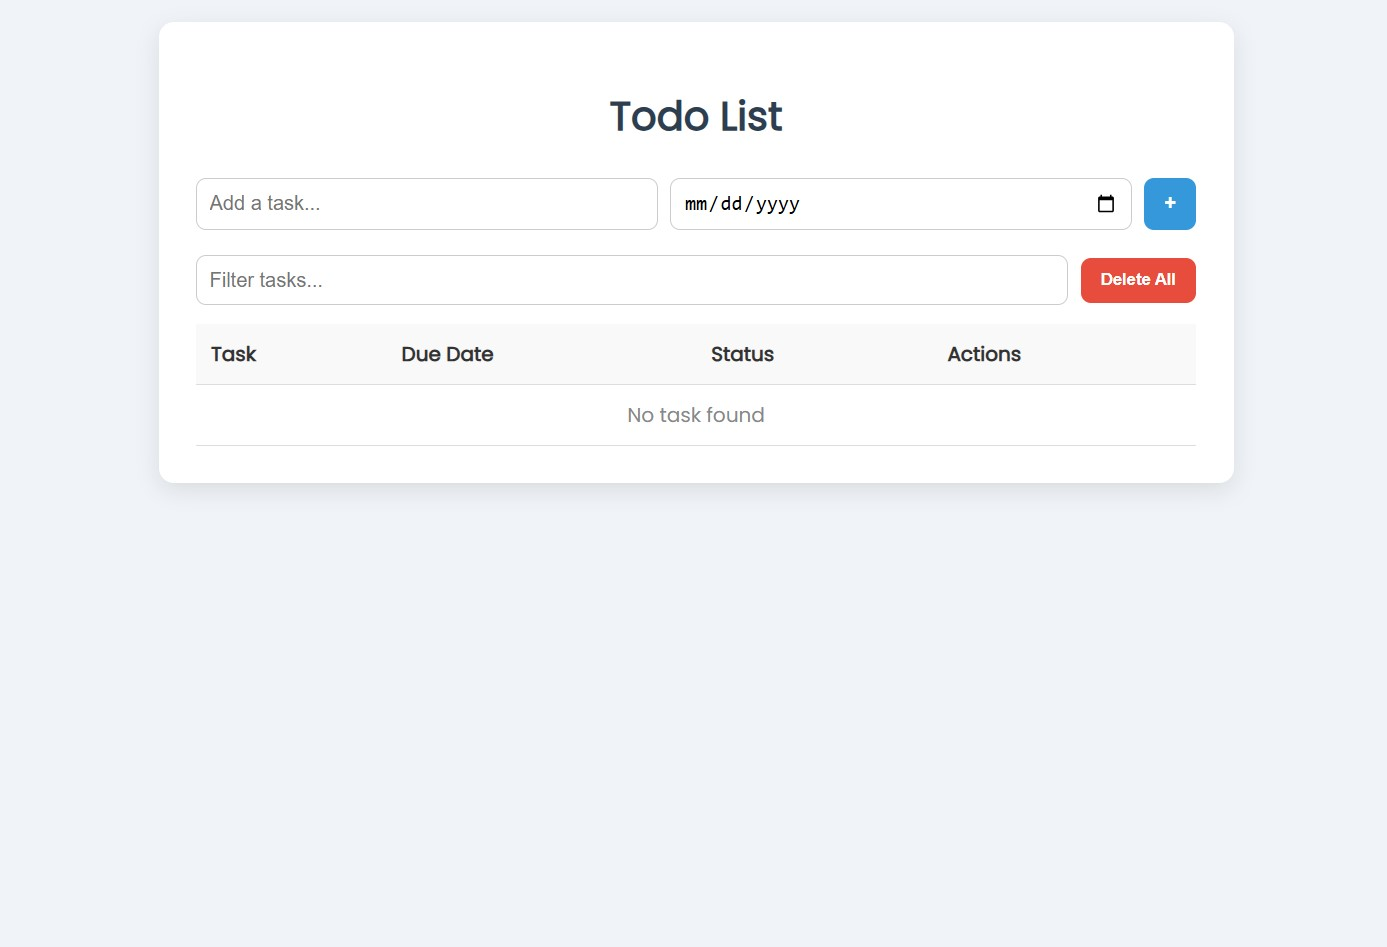 Todo List
Add a task...
mm/dd/yyyy
+
Filter tasks...
Delete All
Task Due Date Status Actions
No task found